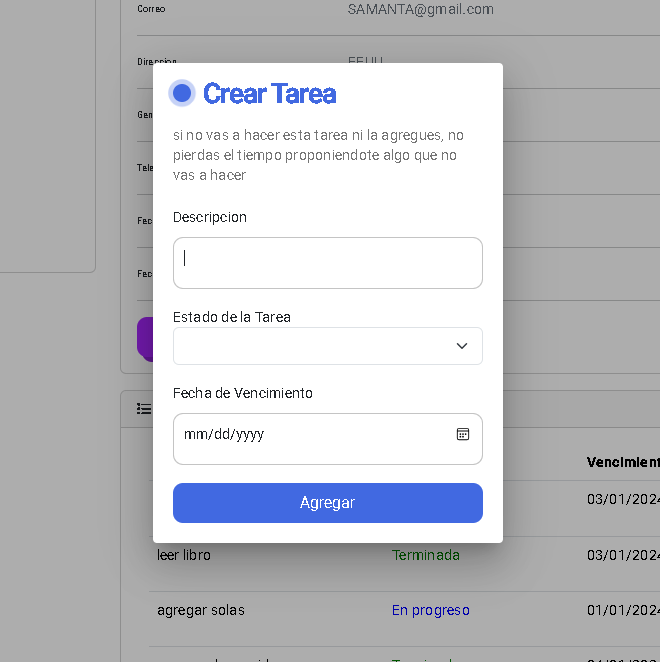 Correo SAMANTA@gmail.com
Direccion EEUU
Crear Tarea
si no vas a hacer esta tarea ni la agregues, no
pierdas el tiempo proponiendote algo que no
vas a hacer
Gen
Tele
Descripcion
Fec
Fec
Estado de la Tarea
Fecha de Vencimiento
mm/dd/yyyy
Vencimient
Agregar
03/01/2024
leer libro Terminada 03/01/2024
agregar solas En progreso 01/01/2024